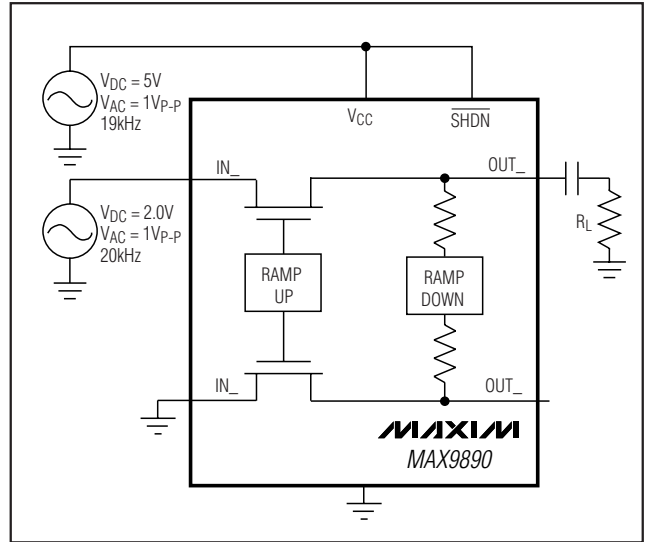 V_DC = 5V
V_AC = 1V_P-P
19kHz
V_CC
SHDN
IN_
OUT_
V_DC = 2.0V
V_AC = 1V_P-P
20kHz
R_L
RAMP
UP
RAMP
DOWN
IN_
OUT_
MAXIM
MAX9890